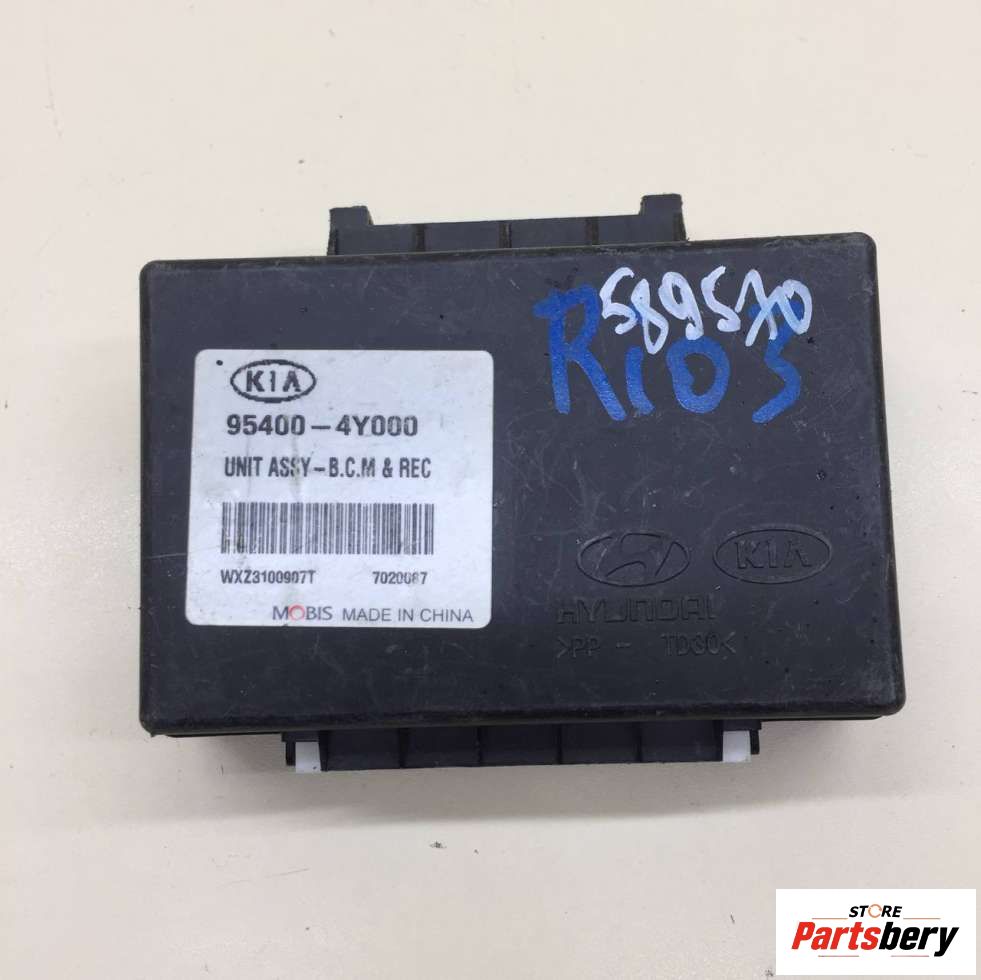 589570
RIO 3
KIA
95400-4Y000
UNIT ASSY-B.C.M & REC
WXZ3100907T 7020087
MOBIS MADE IN CHINA
KIA
HYUNDAI
>PP - TD30<
STORE
Partsbery